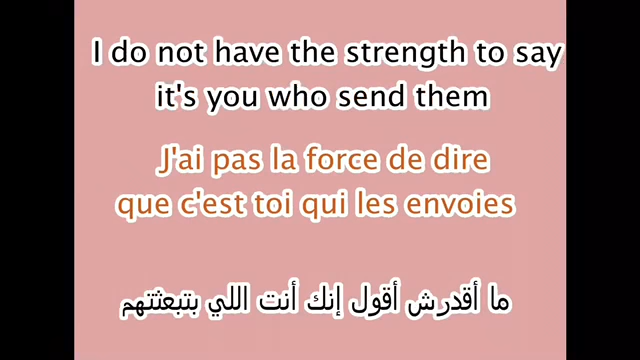 I do not have the strength to say
it's you who send them
J'ai pas la force de dire
que c'est toi qui les envoies
ما أقدرش أقول إنك أنت اللي بتبعثتهم